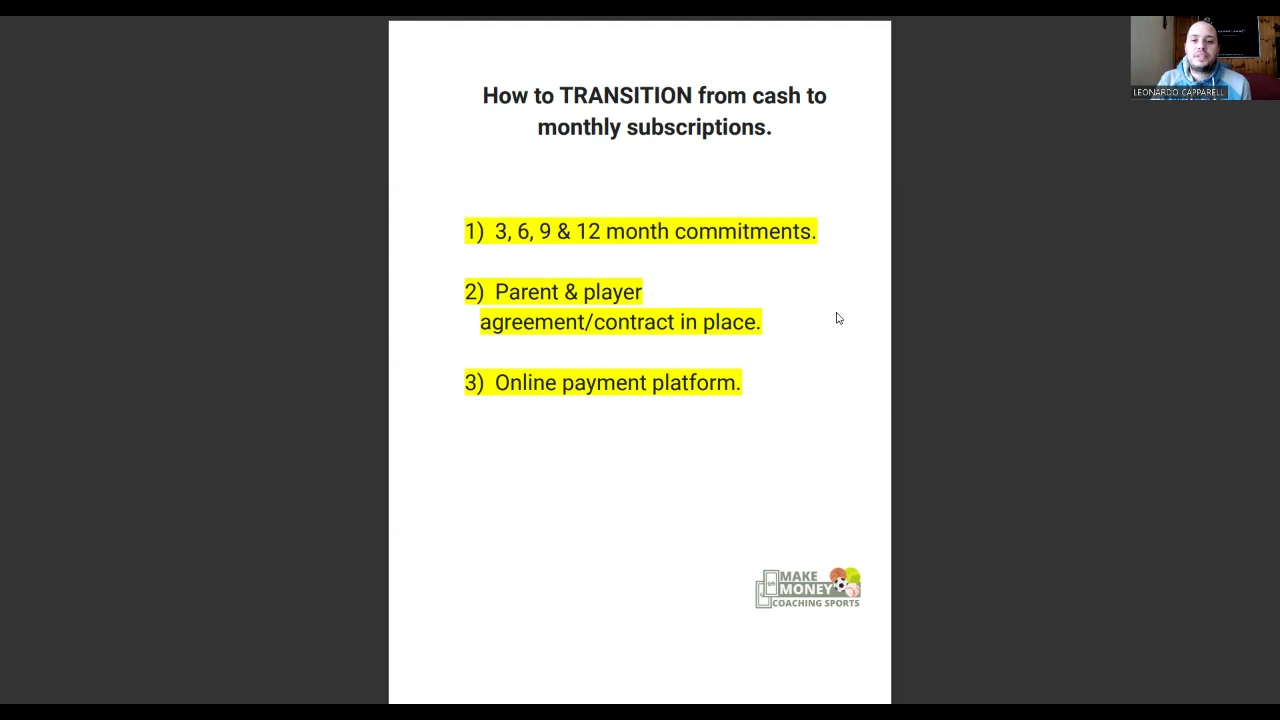 How to TRANSITION from cash to
monthly subscriptions.
1) 3, 6, 9 & 12 month commitments.
2) Parent & player
agreement/contract in place.
3) Online payment platform.
MAKE
MONEY
COACHING SPORTS
LEONARDO CAPPARELL